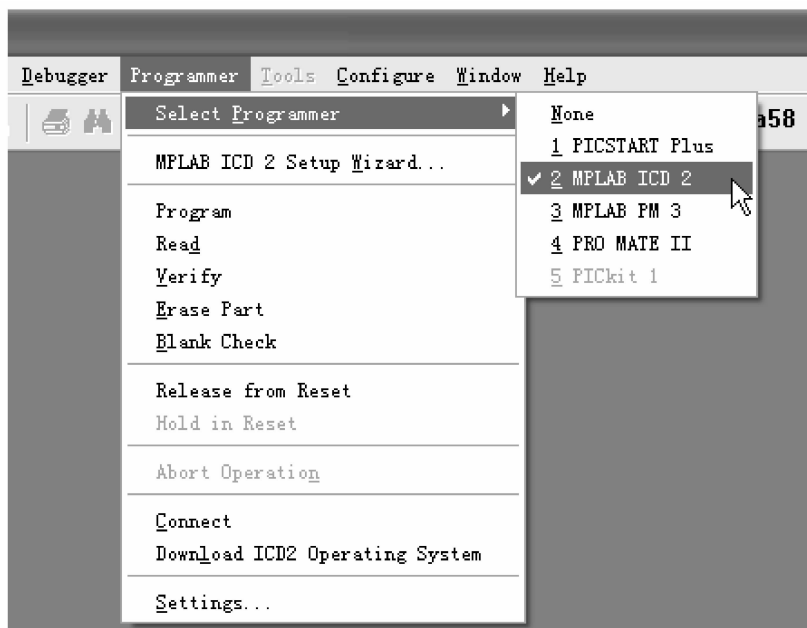 Debugger Programmer Tools Configure Window Help
a58
Select Programmer
MPLAB ICD 2 Setup Wizard...
Program
Read
Verify
Erase Part
Blank Check
Release from Reset
Hold in Reset
Abort Operation
Connect
Download ICD2 Operating System
Settings...
None
1 PICSTART Plus
2 MPLAB ICD 2
3 MPLAB PM 3
4 PRO MATE II
5 PICkit 1